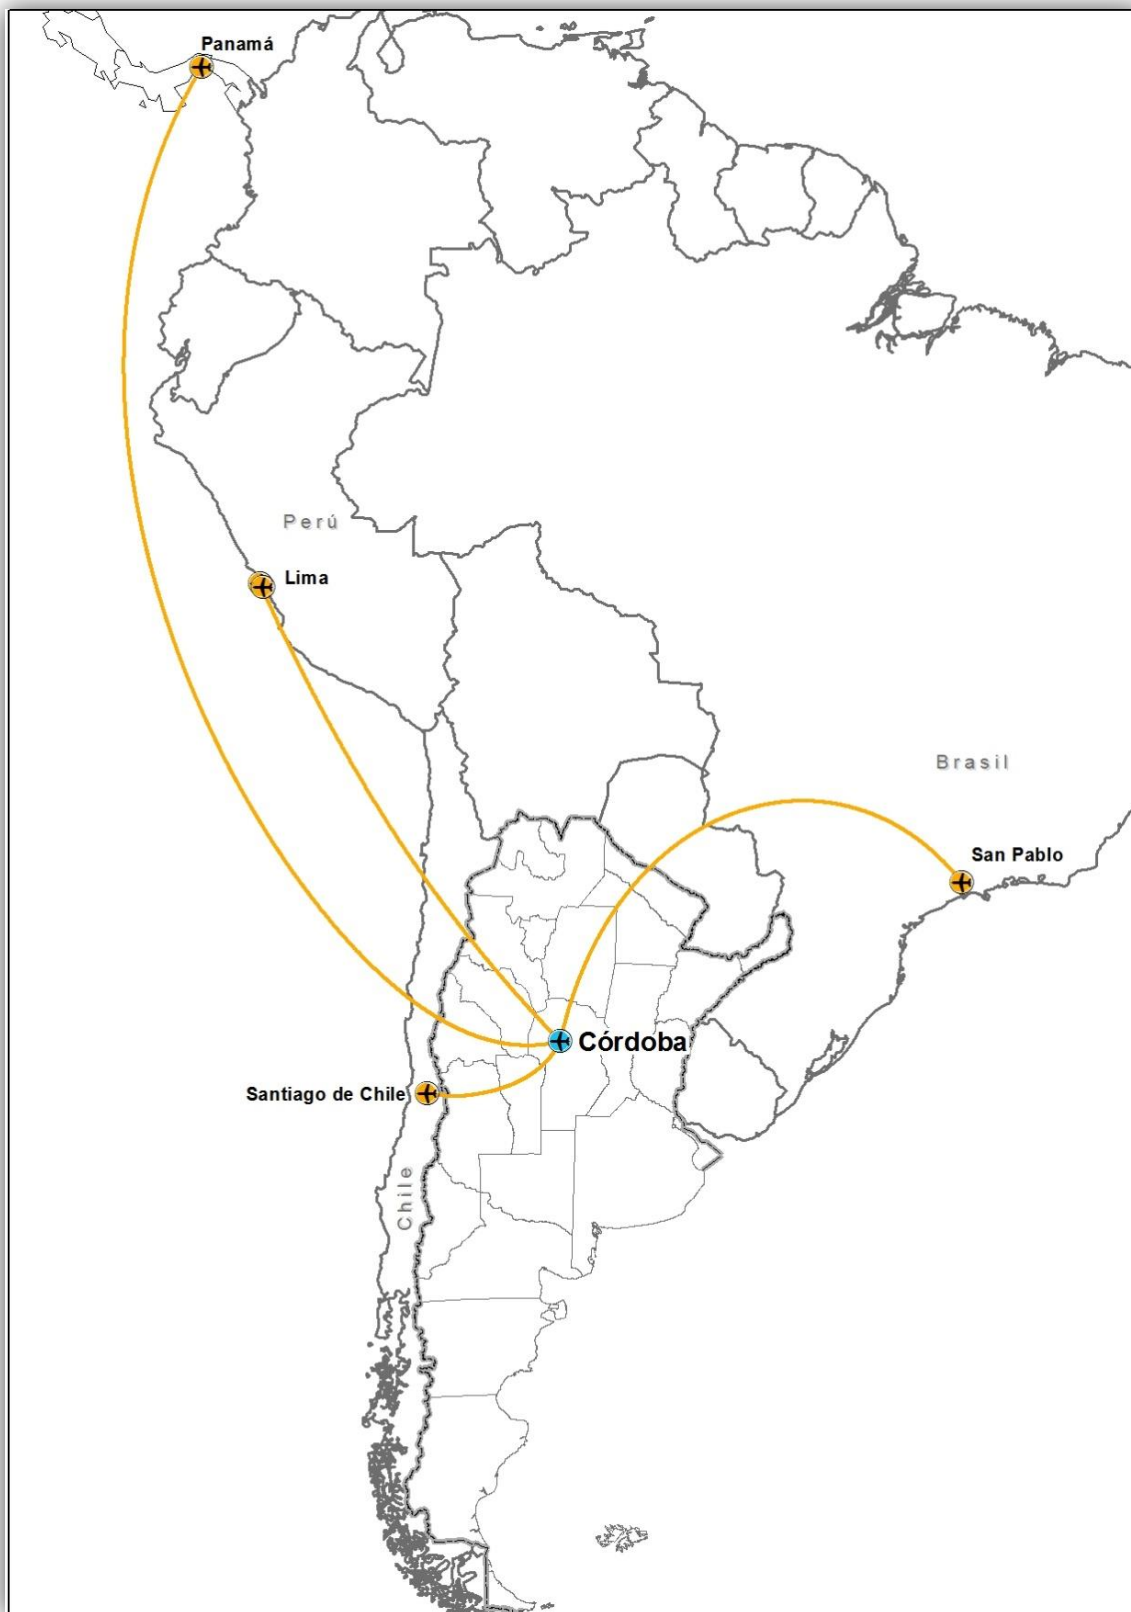 Panamá
Perú
Lima
Brasil
San Pablo
Córdoba
Santiago de Chile
Chile